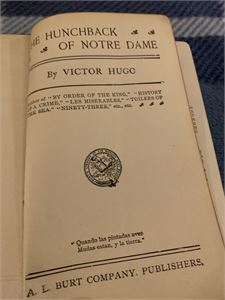 THE HUNCHBACK
OF NOTRE DAME
By VICTOR HUGO
of "BY ORDER OF THE KING," "HISTORY
OF A CRIME," "LES MISERABLES," "TOILERS OF
THE SEA," "NINETY-THREE," etc., etc.
"Quando las pintadas aves
Mudas estan, y la tierra."
A. L. BURT COMPANY, PUBLISHERS,